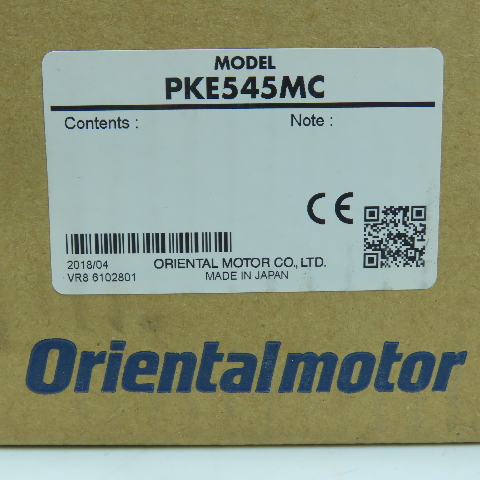 MODEL
PKE545MC
Contents : Note :
CE
2018/04 ORIENTAL MOTOR CO., LTD.
VR8 6102801 MADE IN JAPAN
Orientalmotor